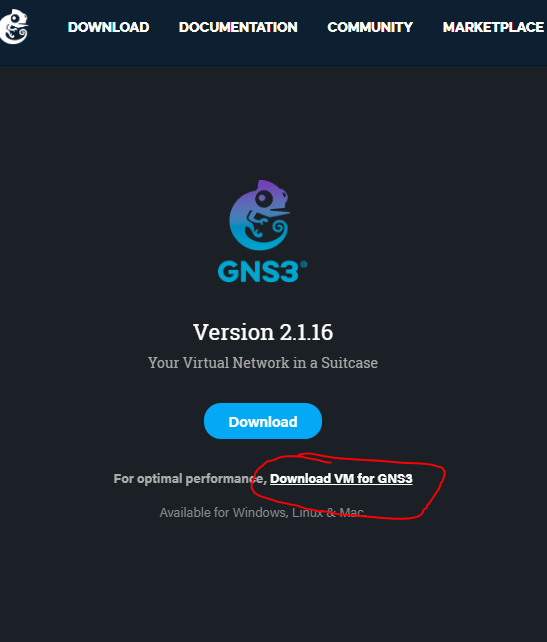 DOWNLOAD DOCUMENTATION COMMUNITY MARKETPLACE
GNS3®
Version 2.1.16
Your Virtual Network in a Suitcase
Download
For optimal performance, Download VM for GNS3
Available for Windows, Linux & Mac